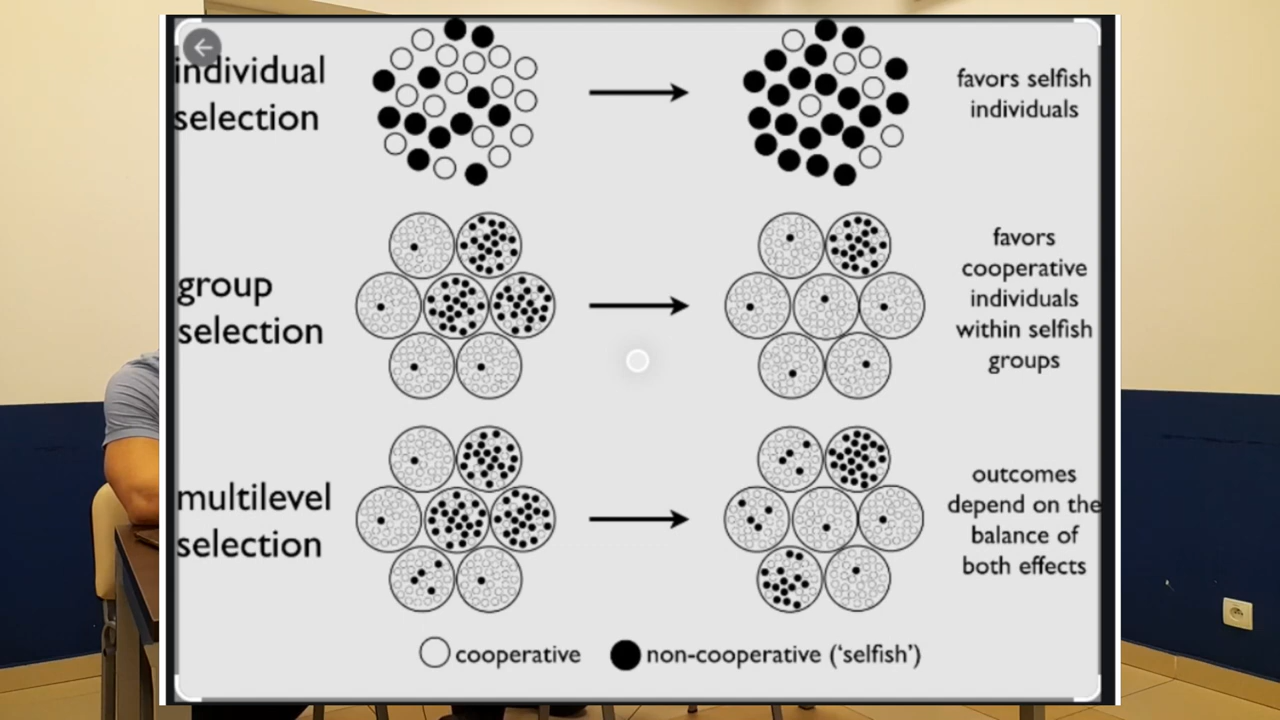 individual
selection
favors selfish
individuals
group
selection
favors
cooperative
individuals
within selfish
groups
multilevel
selection
outcomes
depend on the
balance of
both effects
cooperative
non-cooperative (‘selfish’)